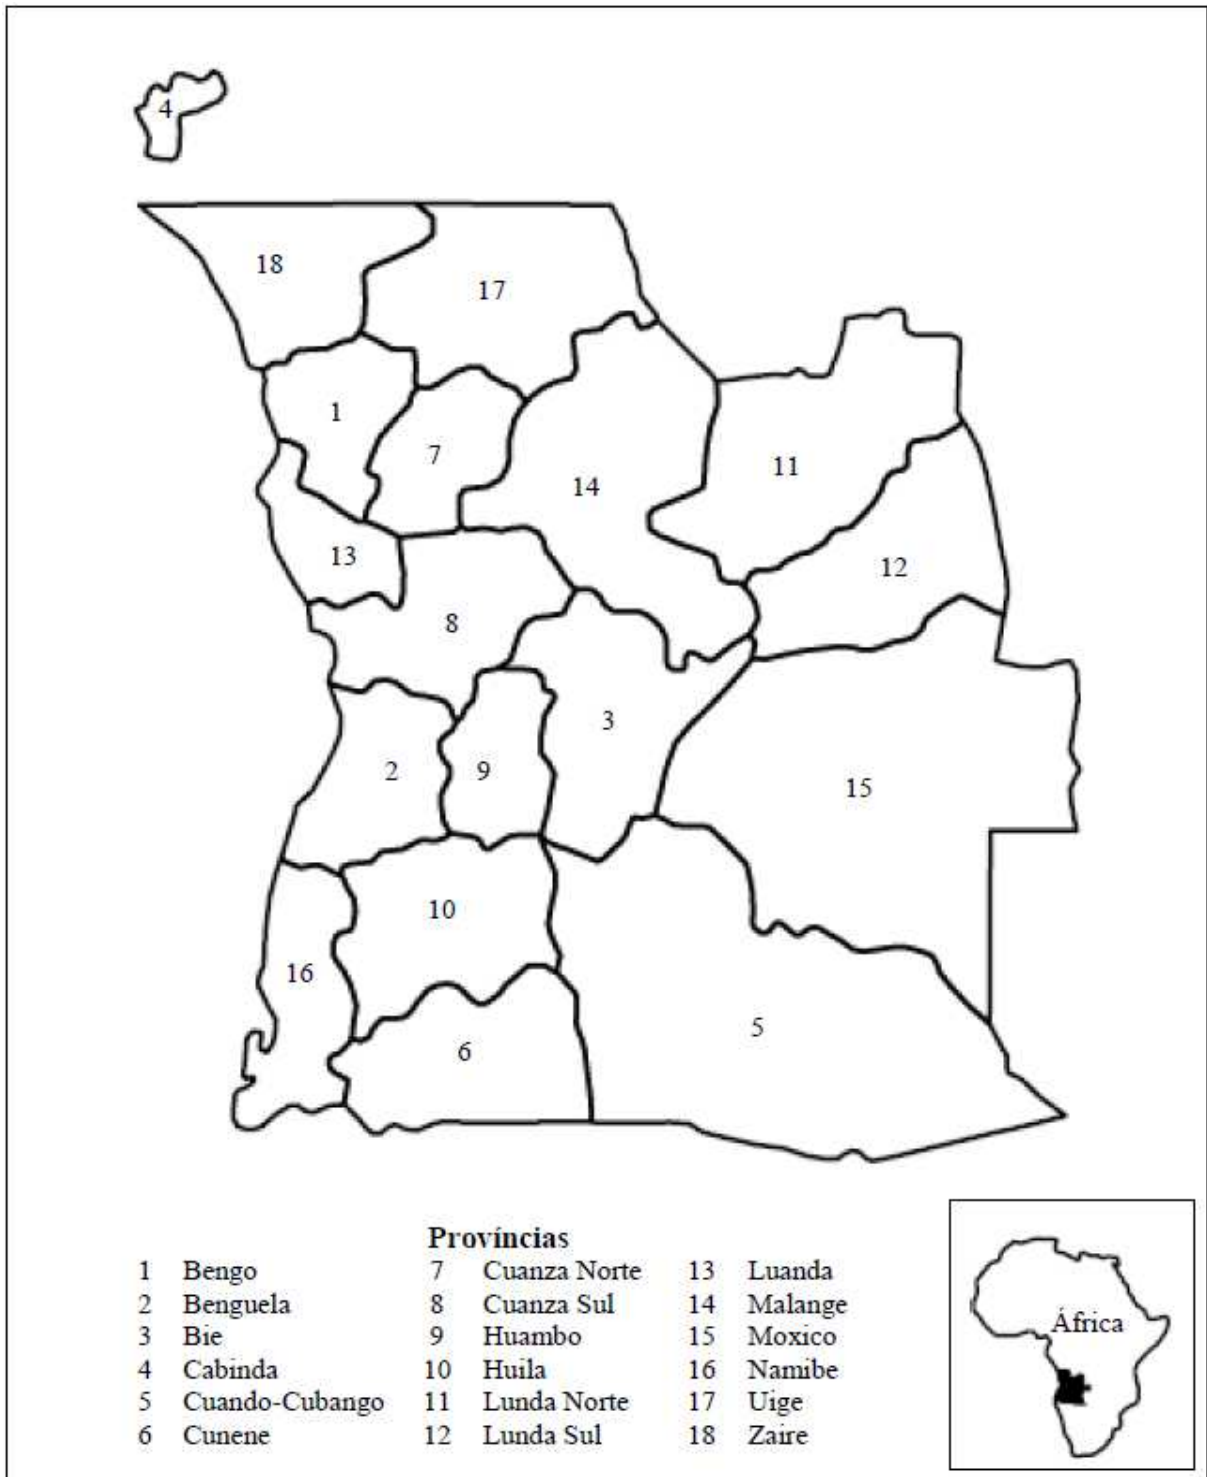 4
18
17
1
7
14
11
13
12
8
3
2
9
15
10
16
5
6
Províncias
1 Bengo 7 Cuanza Norte 13 Luanda
2 Benguela 8 Cuanza Sul 14 Malange
3 Bie 9 Huambo 15 Moxico
4 Cabinda 10 Huila 16 Namibe
5 Cuando-Cubango 11 Lunda Norte 17 Uige
6 Cunene 12 Lunda Sul 18 Zaire
África